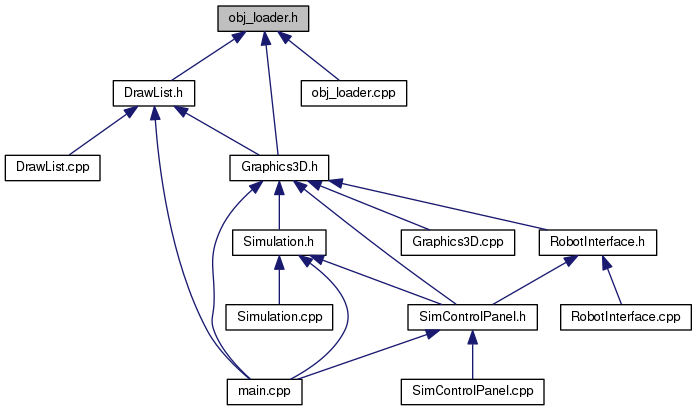 obj_loader.h
DrawList.h
obj_loader.cpp
DrawList.cpp
Graphics3D.h
Simulation.h
Graphics3D.cpp
RobotInterface.h
Simulation.cpp
SimControlPanel.h
RobotInterface.cpp
main.cpp
SimControlPanel.cpp